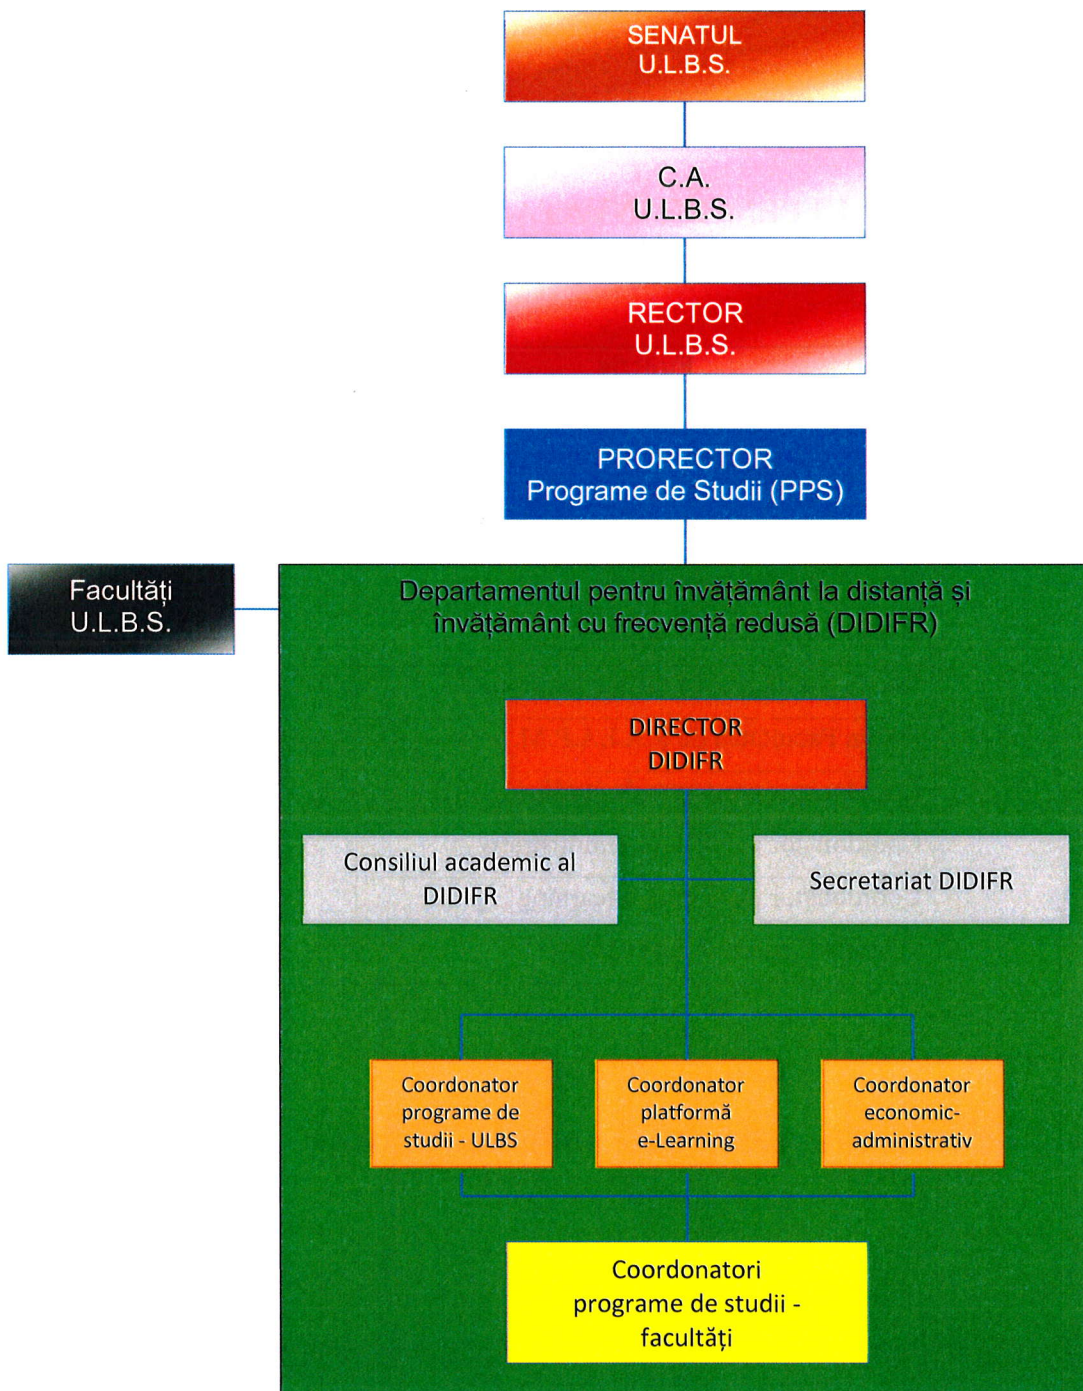 SENATUL
U.L.B.S.
C.A.
U.L.B.S.
RECTOR
U.L.B.S.
PRORECTOR
Programe de Studii (PPS)
Facultăți
U.L.B.S.
Departamentul pentru învățământ la distanță și
învățământ cu frecvență redusă (DIDIFR)
DIRECTOR
DIDIFR
Consiliul academic al
DIDIFR
Secretariat DIDIFR
Coordonator
programe de
studii - ULBS
Coordonator
platformă
e-Learning
Coordonator
economic-
administrativ
Coordonatori
programe de studii -
facultăți